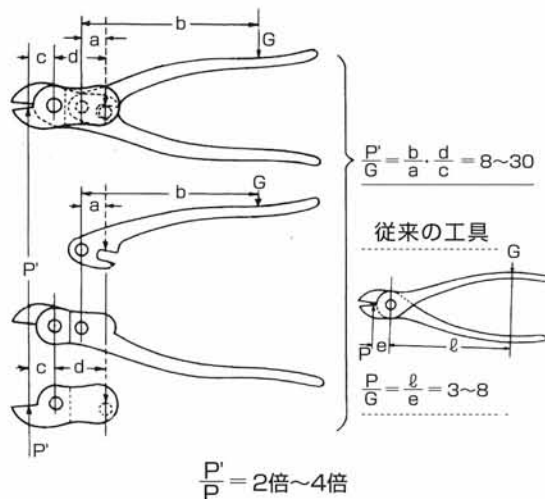 b
a
G
c d
P'/G = b/a · d/c = 8～30
b
a
G
従来の工具
G
P'
P e ℓ
c d
P/G = ℓ/e = 3～8
P'
P'/P = 2倍～4倍